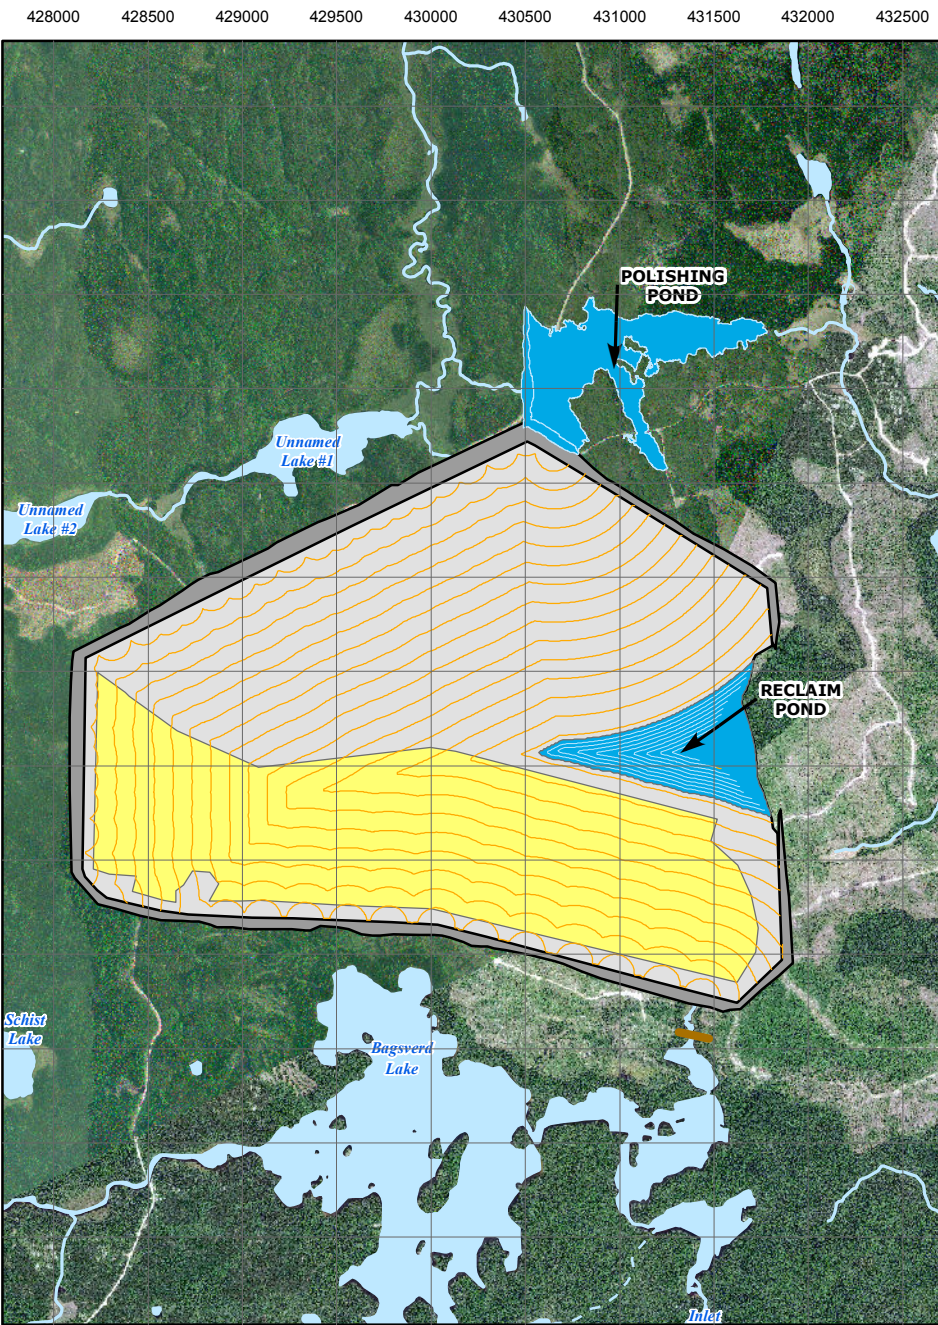 428000 428500 429000 429500 430000 430500 431000 431500 432000 432500
POLISHING
POND
Unnamed
Lake #1
Unnamed
Lake #2
RECLAIM
POND
Schist
Lake
Bagsverd
Lake
Inlet